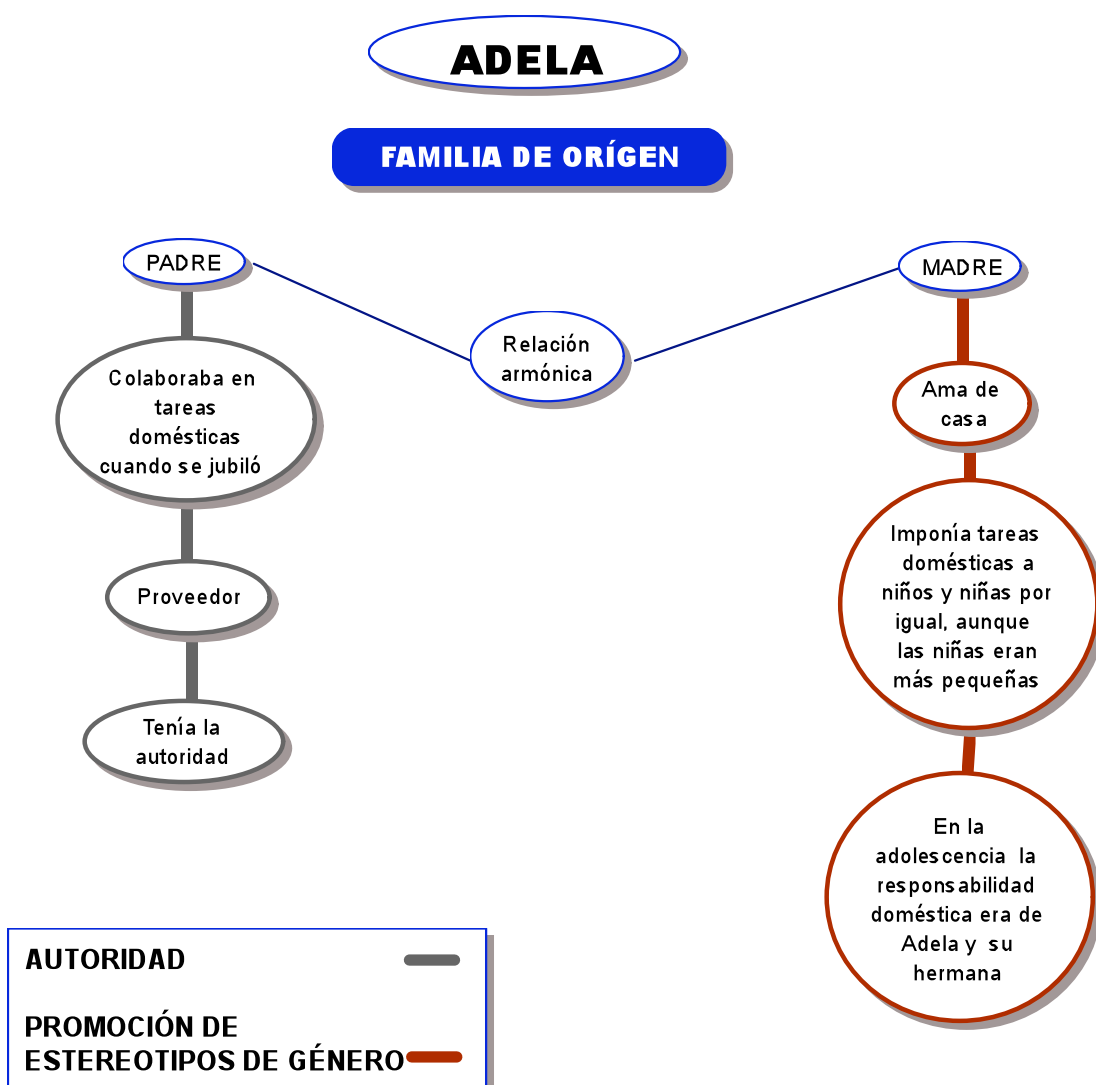 ADELA
FAMILIA DE ORÍGEN
PADRE
MADRE
Relación
armónica
Colaboraba en
tareas
domésticas
cuando se jubiló
Proveedor
Tenía la
autoridad
Ama de
casa
Imponía tareas
domésticas a
niños y niñas por
igual, aunque
las niñas eran
más pequeñas
En la
adolescencia la
responsabilidad
doméstica era de
Adela y su
hermana
AUTORIDAD
PROMOCIÓN DE
ESTEREOTIPOS DE GÉNERO